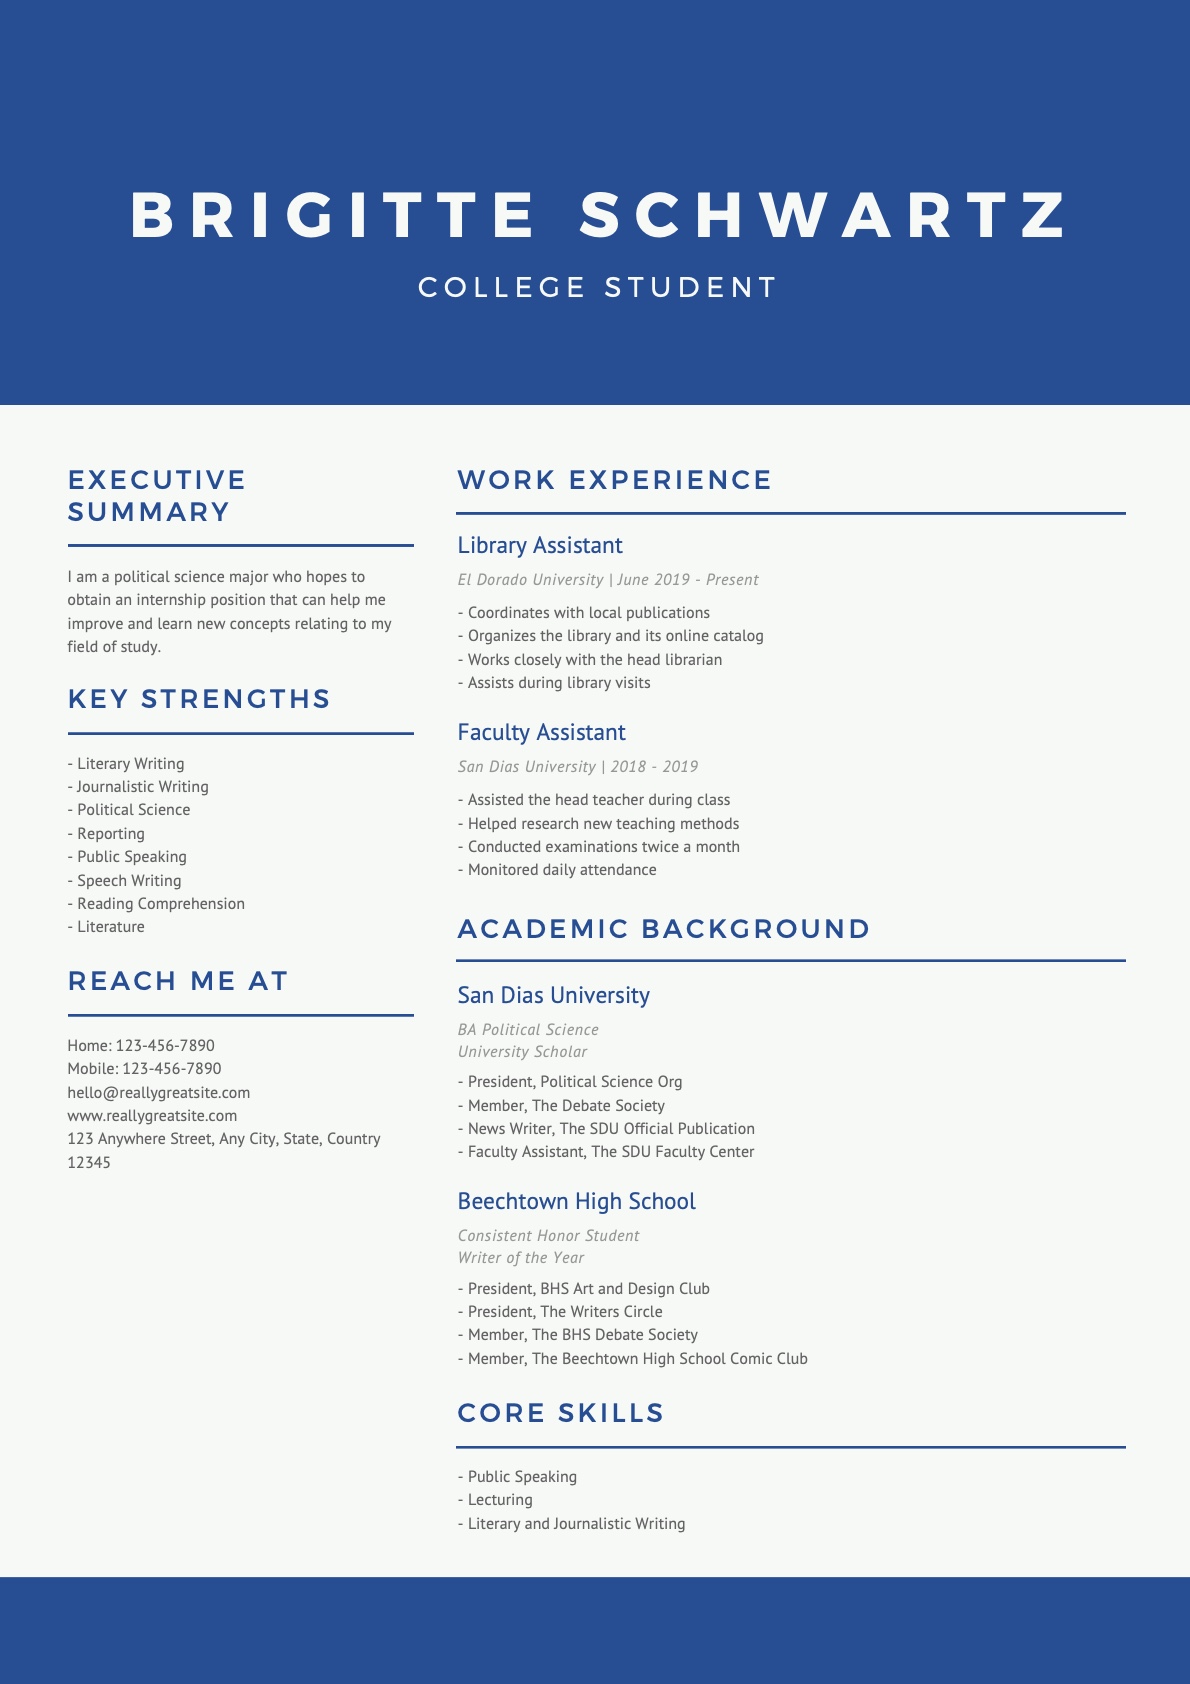 BRIGITTE SCHWARTZ
COLLEGE STUDENT
EXECUTIVE
SUMMARY
I am a political science major who hopes to
obtain an internship position that can help me
improve and learn new concepts relating to my
field of study.
KEY STRENGTHS
- Literary Writing
- Journalistic Writing
- Political Science
- Reporting
- Public Speaking
- Speech Writing
- Reading Comprehension
- Literature
REACH ME AT
Home: 123-456-7890
Mobile: 123-456-7890
hello@reallygreatsite.com
www.reallygreatsite.com
123 Anywhere Street, Any City, State, Country
12345
WORK EXPERIENCE
Library Assistant
El Dorado University | June 2019 - Present
- Coordinates with local publications
- Organizes the library and its online catalog
- Works closely with the head librarian
- Assists during library visits
Faculty Assistant
San Dias University | 2018 - 2019
- Assisted the head teacher during class
- Helped research new teaching methods
- Conducted examinations twice a month
- Monitored daily attendance
ACADEMIC BACKGROUND
San Dias University
BA Political Science
University Scholar
- President, Political Science Org
- Member, The Debate Society
- News Writer, The SDU Official Publication
- Faculty Assistant, The SDU Faculty Center
Beechtown High School
Consistent Honor Student
Writer of the Year
- President, BHS Art and Design Club
- President, The Writers Circle
- Member, The BHS Debate Society
- Member, The Beechtown High School Comic Club
CORE SKILLS
- Public Speaking
- Lecturing
- Literary and Journalistic Writing